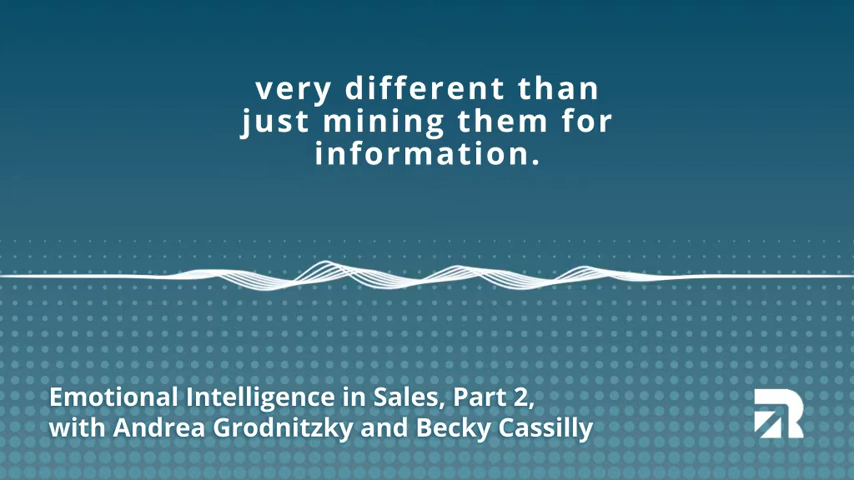 very different than
just mining them for
information.
Emotional Intelligence in Sales, Part 2,
with Andrea Grodnitzky and Becky Cassilly